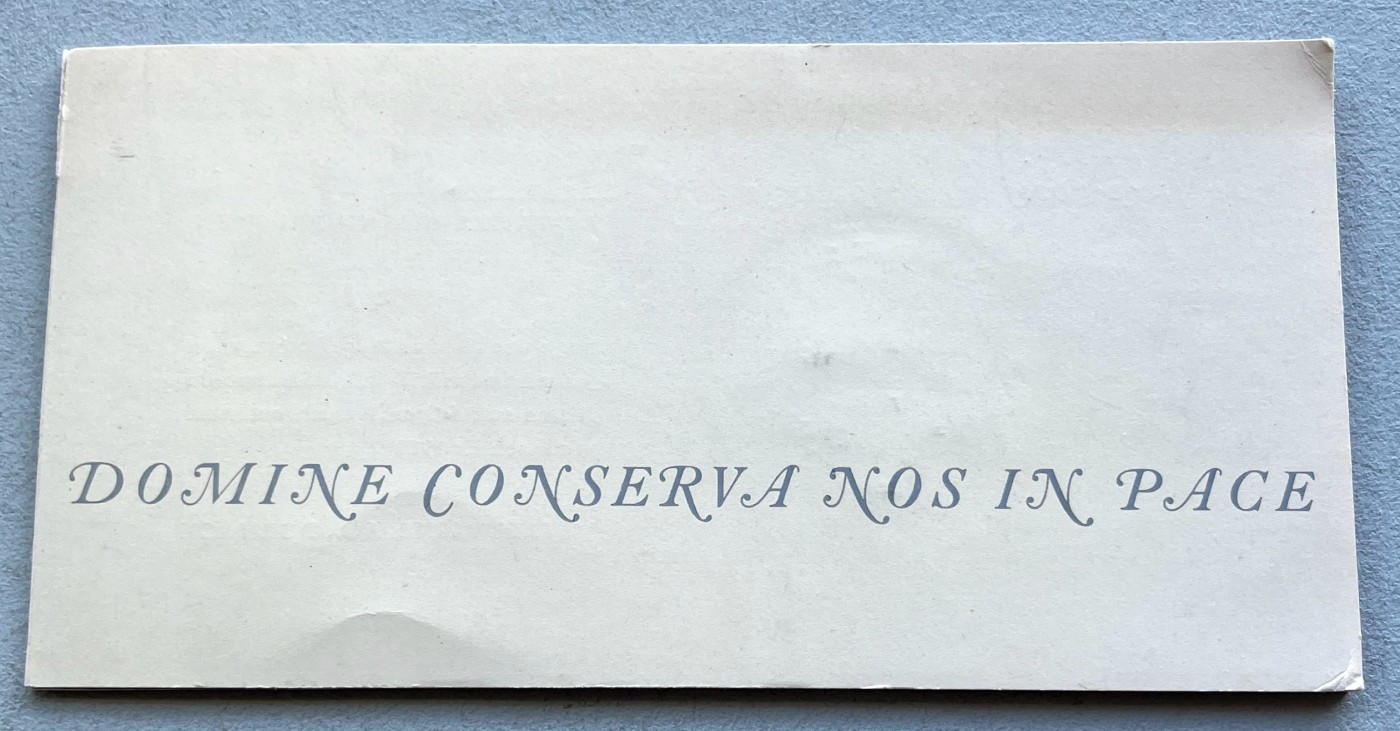 DOMINE CONSERVA NOS IN PACE